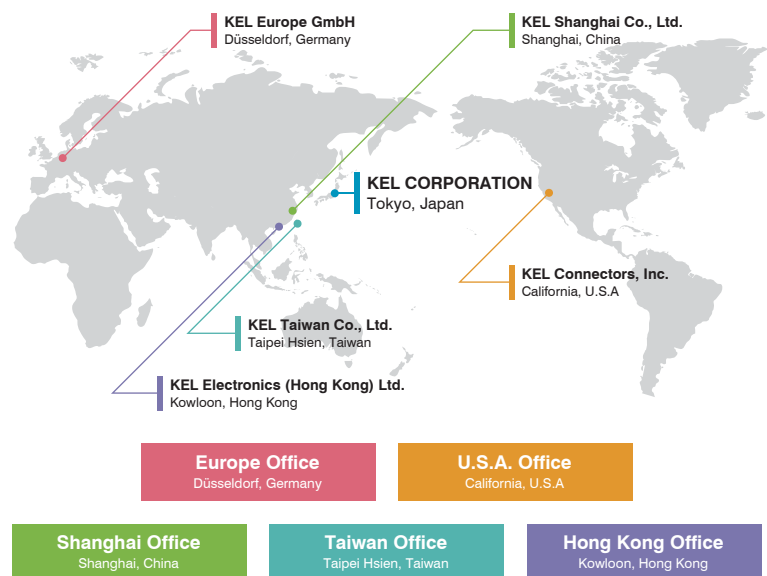 KEL Europe GmbH
Düsseldorf, Germany
KEL Shanghai Co., Ltd.
Shanghai, China
KEL CORPORATION
Tokyo, Japan
KEL Connectors, Inc.
California, U.S.A
KEL Taiwan Co., Ltd.
Taipei Hsien, Taiwan
KEL Electronics (Hong Kong) Ltd.
Kowloon, Hong Kong
Europe Office
Düsseldorf, Germany
U.S.A. Office
California, U.S.A
Shanghai Office
Shanghai, China
Taiwan Office
Taipei Hsien, Taiwan
Hong Kong Office
Kowloon, Hong Kong